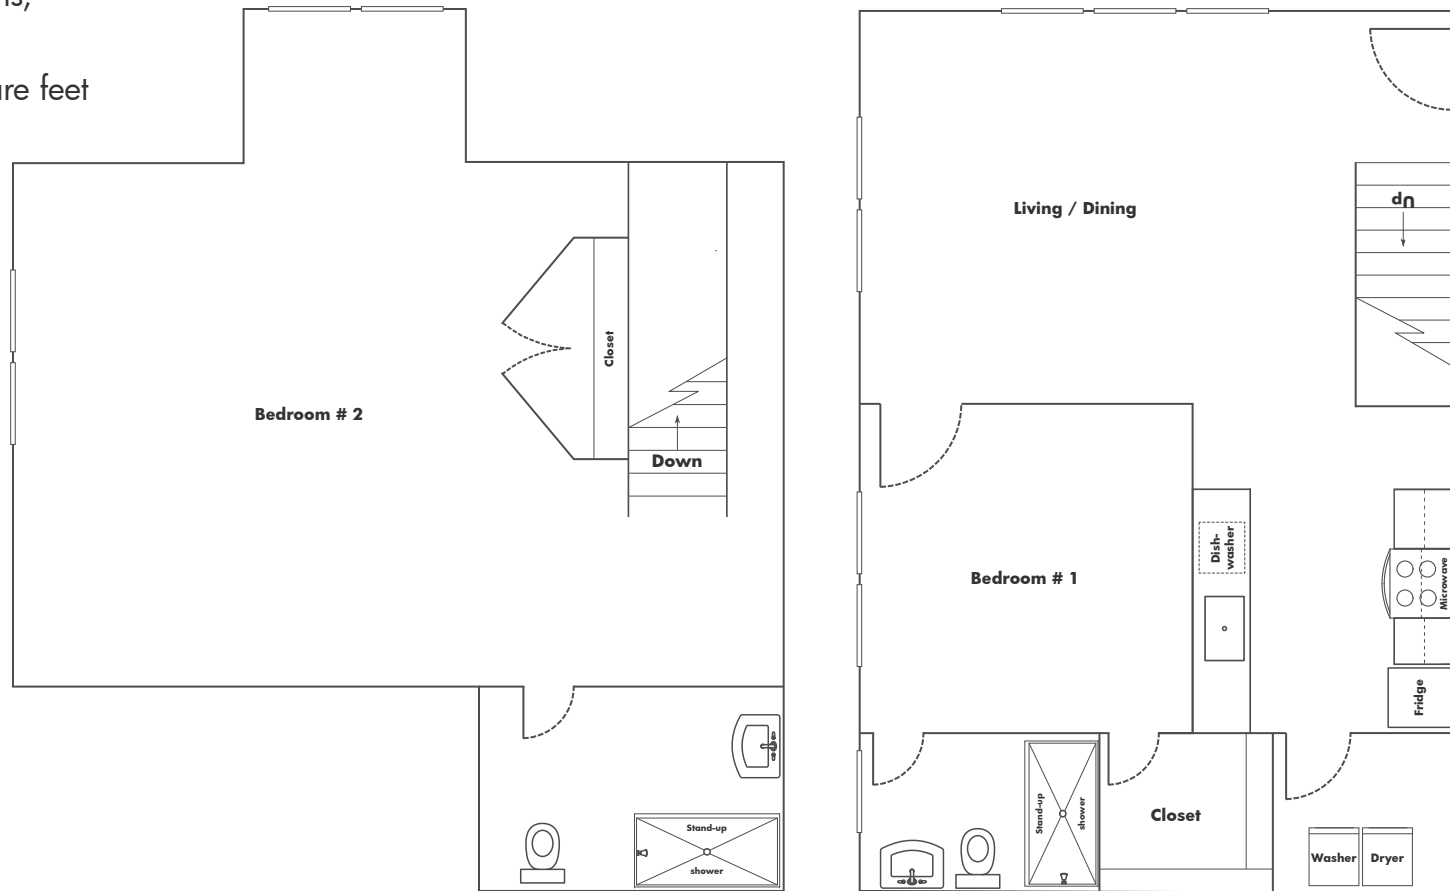 are feet
Bedroom # 2
Closet
Down
Stand-up
shower
Living / Dining
Up
Bedroom # 1
Dish-
washer
Microwave
Fridge
Stand-up
shower
Closet
Washer
Dryer